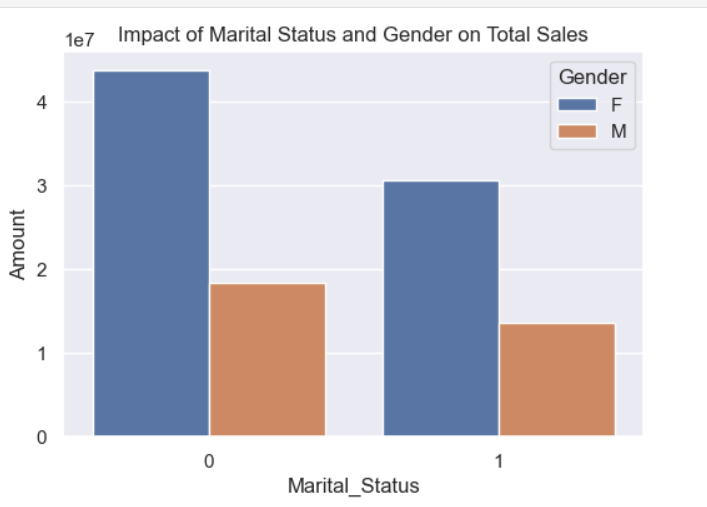 Impact of Marital Status and Gender on Total Sales
1e7
Gender
F
M
4
3
2
1
0
Amount
0 1
Marital_Status